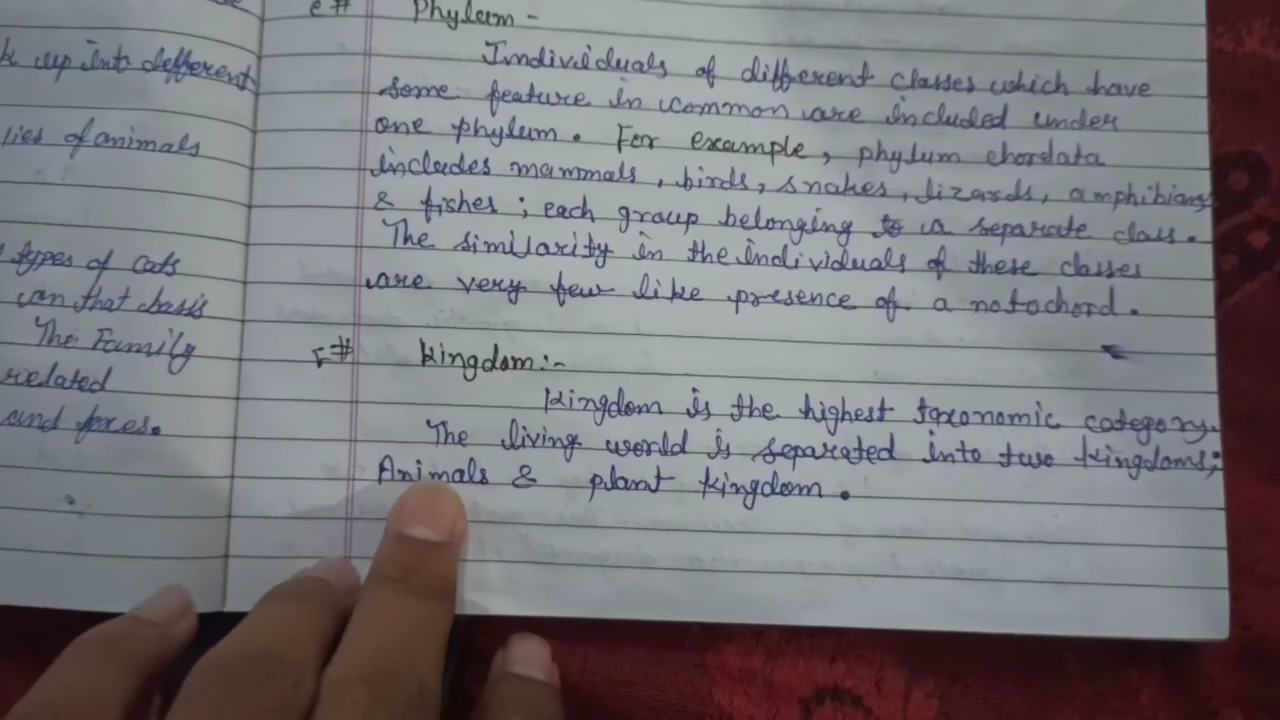 k up into defferent
lies of animals
types of cats
on that basis
The Family
related
and foxes.
e # Phylum -
Individuals of different classes which have
some feature in common are included under
one phylum. For example, phylum chordata
includes mammals, birds, snakes, lizards, amphibians
& fishes ; each group belonging to a separate class.
The similarity in the individuals of these classes
are very few like presence of a notochord.
F # Kingdom:-
Kingdom is the highest taxonomic category.
The living world is separated into two kingdoms;
Animals & plant kingdom.